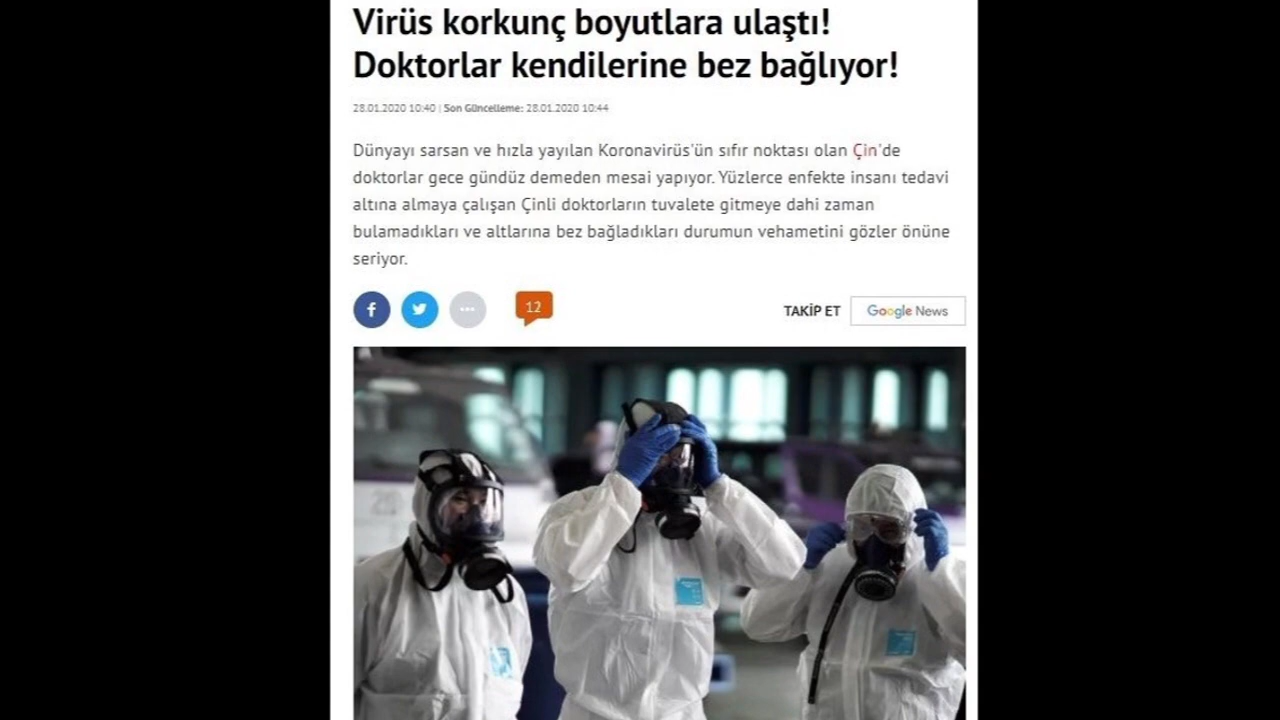 Virüs korkunç boyutlara ulaştı!
Doktorlar kendilerine bez bağlıyor!
28.01.2020 10:40 | Son Güncelleme: 28.01.2020 10:44
Dünyayı sarsan ve hızla yayılan Koronavirüs'ün sıfır noktası olan Çin'de
doktorlar gece gündüz demeden mesai yapıyor. Yüzlerce enfekte insanı tedavi
altına almaya çalışan Çinli doktorların tuvalete gitmeye dahi zaman
bulamadıkları ve altlarına bez bağladıkları durumun vehametini gözler önüne
seriyor.
12
TAKİP ET
Google News